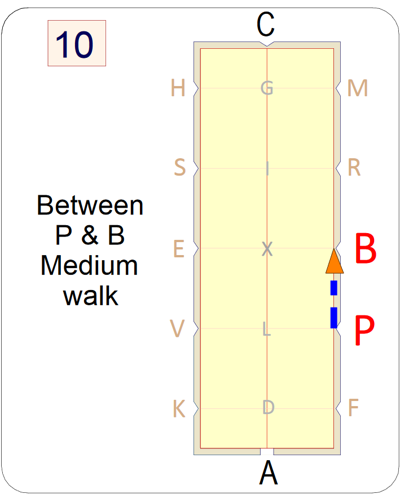 10
C
H G M
S I R
Between
P & B
Medium
walk
E X B
V L P
K D F
A